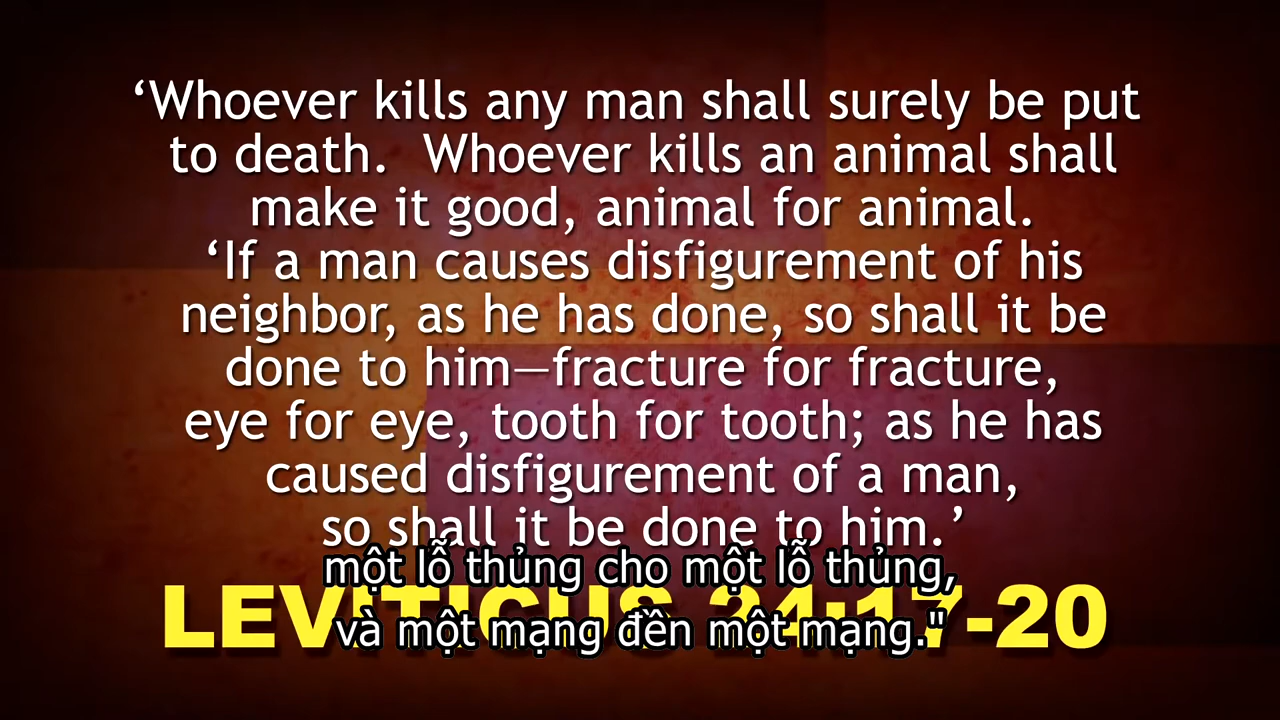 ‘Whoever kills any man shall surely be put
to death.  Whoever kills an animal shall
make it good, animal for animal.
‘If a man causes disfigurement of his
neighbor, as he has done, so shall it be
done to him—fracture for fracture,
eye for eye, tooth for tooth; as he has
caused disfigurement of a man,
so shall it be done to him.’
một lỗ thủng cho một lỗ thủng,
LEVITICUS 24:17-20
và một mạng đền một mạng."